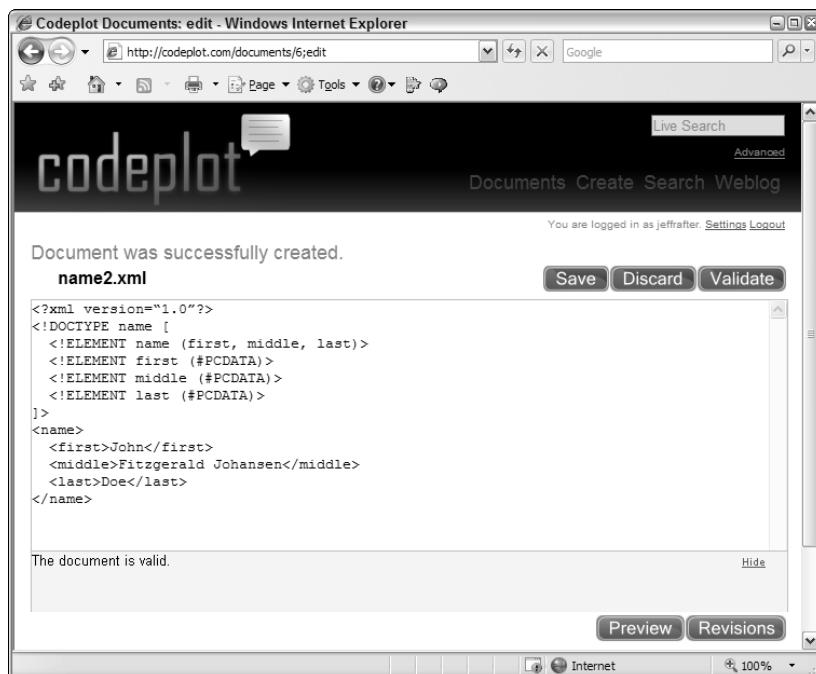 Codeplot Documents: edit - Windows Internet Explorer
http://codeplot.com/documents/6;edit
Google
Page Tools
codeplot
Live Search
Advanced
Documents Create Search Weblog
You are logged in as jeffrafter. Settings Logout
Document was successfully created.
name2.xml
Save Discard Validate
<?xml version="1.0"?>
<!DOCTYPE name [
  <!ELEMENT name (first, middle, last)>
  <!ELEMENT first (#PCDATA)>
  <!ELEMENT middle (#PCDATA)>
  <!ELEMENT last (#PCDATA)>
]>
<name>
  <first>John</first>
  <middle>Fitzgerald Johansen</middle>
  <last>Doe</last>
</name>
The document is valid.
Hide
Preview Revisions
Internet
100%